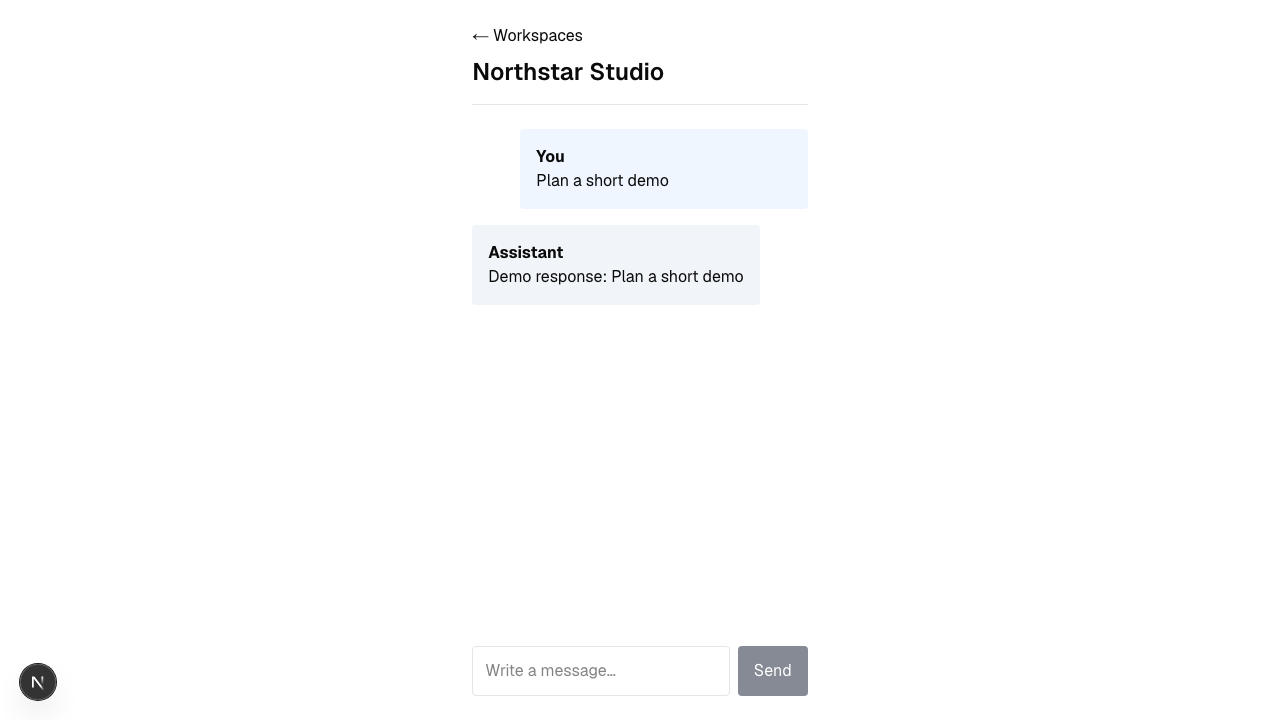 ← Workspaces
Northstar Studio
You
Plan a short demo
Assistant
Demo response: Plan a short demo
Write a message...
Send
N